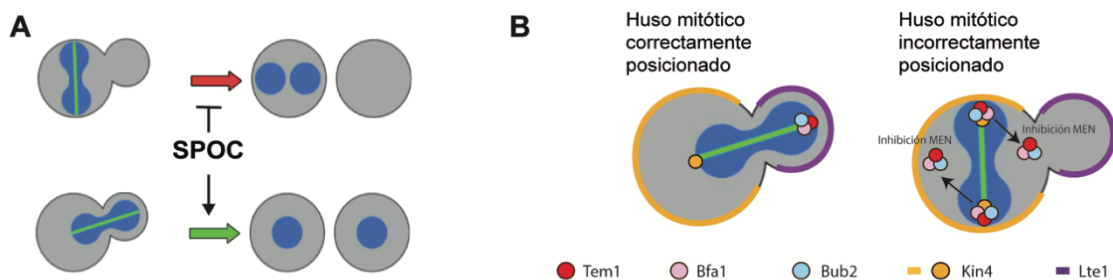 A
SPOC
B
Huso mitótico
correctamente
posicionado
Huso mitótico
incorrectamente
posicionado
Inhibición MEN
Inhibición MEN
Tem1
Bfa1
Bub2
Kin4
Lte1